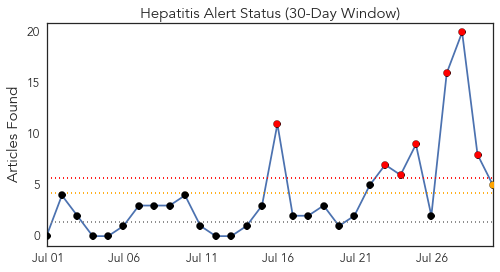 Hepatitis Alert Status (30-Day Window)
20
15
10
5
0
Articles Found
Jul 01 Jul 06 Jul 11 Jul 16 Jul 21 Jul 26